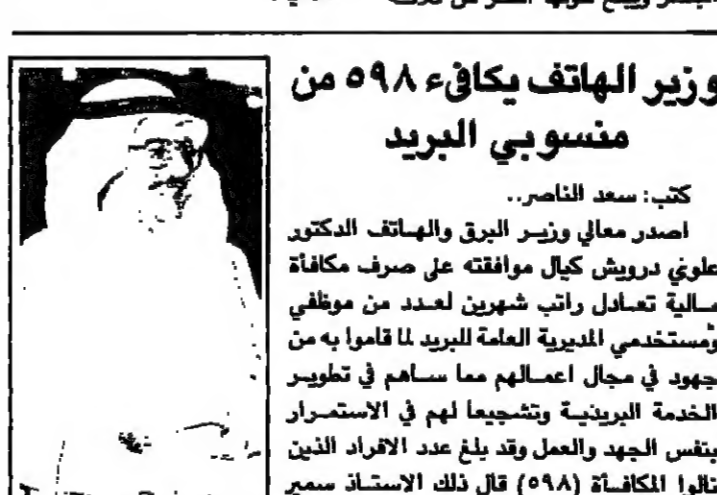 وزير الهاتف يكافىء ٥٩٨ من
منسوبي البريد
كتب: سعد الناصر..
اصدر معالي وزير البرق والهاتف الدكتور
علوي درويش كيال موافقته على صرف مكافأة
مالية تعادل راتب شهرين لعدد من موظفي
ومستخدمي المديرية العامة للبريد لما قاموا به من
جهود في مجال اعمالهم مما ساهم في تطوير
الخدمة البريدية وتشجيعا لهم في الاستمرار
بنفس الجهد والعمل وقد بلغ عدد الافراد الذين
نالوا المكافأة (٥٩٨) قال ذلك الاستاذ سمير